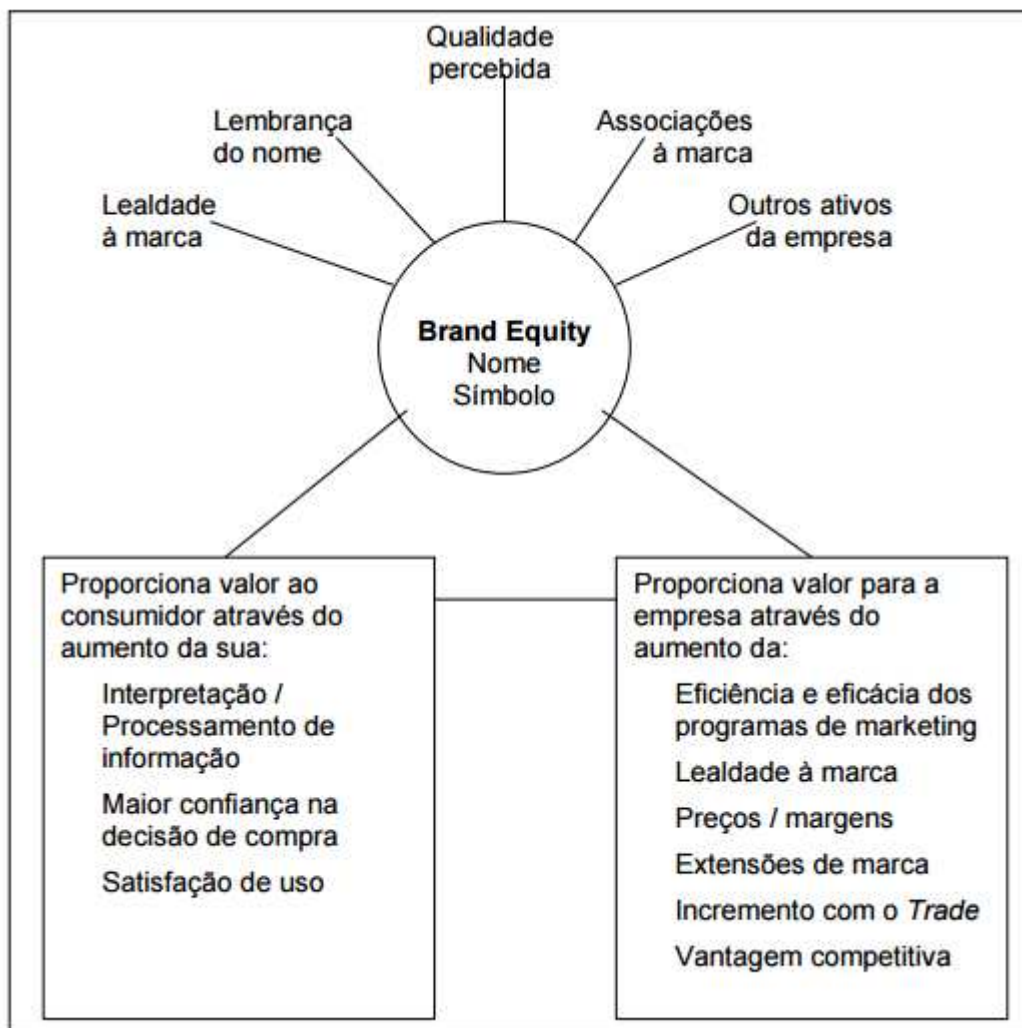 Qualidade
percebida
Lembrança
do nome
Associações
à marca
Lealdade
à marca
Outros ativos
da empresa
Brand Equity
Nome
Símbolo
Proporciona valor ao
consumidor através do
aumento da sua:
Interpretação /
Processamento de
informação
Maior confiança na
decisão de compra
Satisfação de uso
Proporciona valor para a
empresa através do
aumento da:
Eficiência e eficácia dos
programas de marketing
Lealdade à marca
Preços / margens
Extensões de marca
Incremento com o Trade
Vantagem competitiva